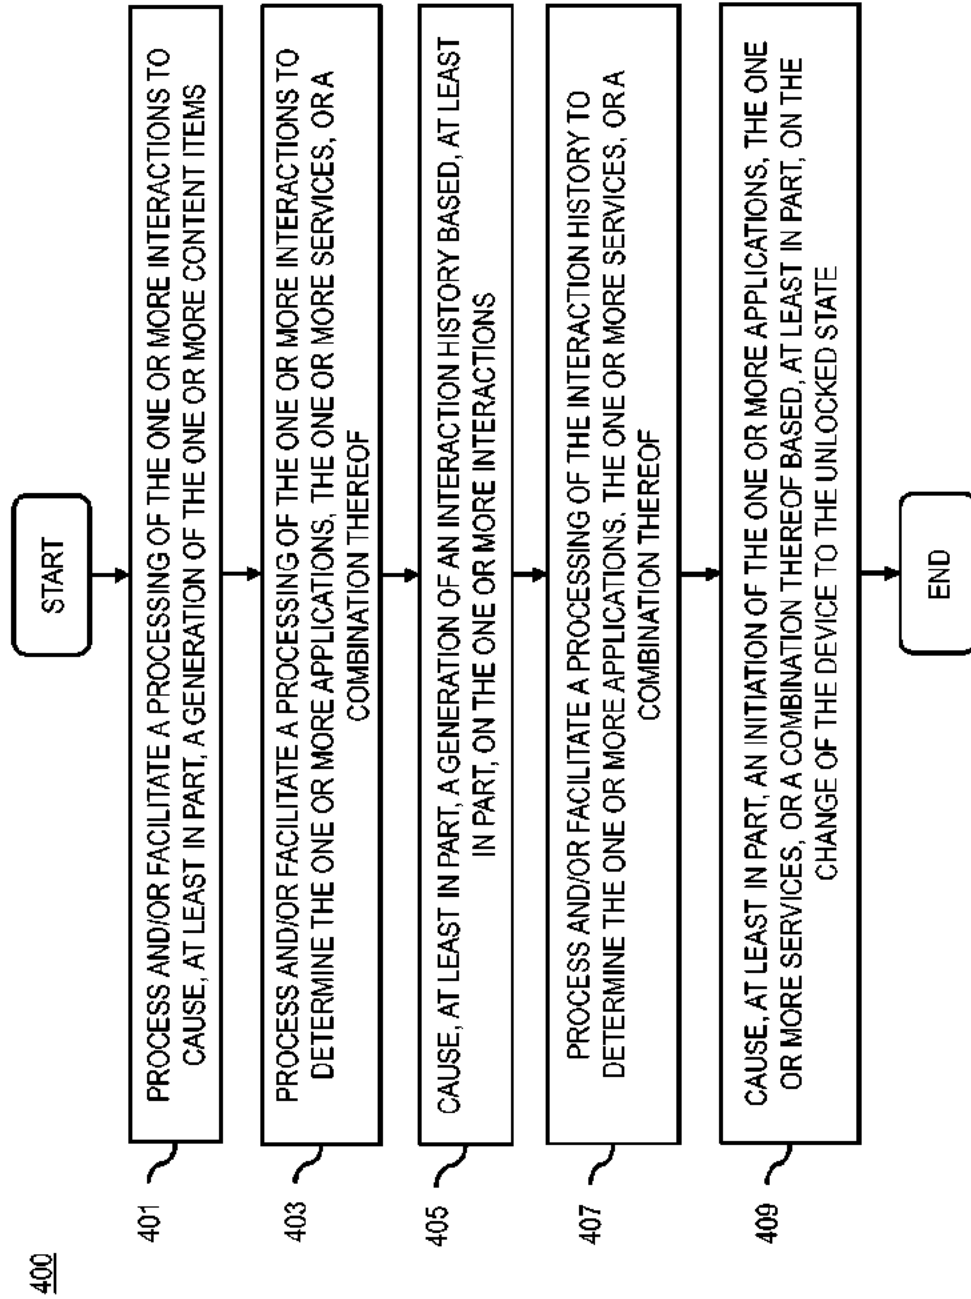 400
START
401
PROCESS AND/OR FACILITATE A PROCESSING OF THE ONE OR MORE INTERACTIONS TO
CAUSE, AT LEAST IN PART, A GENERATION OF THE ONE OR MORE CONTENT ITEMS
403
PROCESS AND/OR FACILITATE A PROCESSING OF THE ONE OR MORE INTERACTIONS TO
DETERMINE THE ONE OR MORE APPLICATIONS, THE ONE OR MORE SERVICES, OR A
COMBINATION THEREOF
405
CAUSE, AT LEAST IN PART, A GENERATION OF AN INTERACTION HISTORY BASED, AT LEAST
IN PART, ON THE ONE OR MORE INTERACTIONS
407
PROCESS AND/OR FACILITATE A PROCESSING OF THE INTERACTION HISTORY TO
DETERMINE THE ONE OR MORE APPLICATIONS, THE ONE OR MORE SERVICES, OR A
COMBINATION THEREOF
409
CAUSE, AT LEAST IN PART, AN INITIATION OF THE ONE OR MORE APPLICATIONS, THE ONE
OR MORE SERVICES, OR A COMBINATION THEREOF BASED, AT LEAST IN PART, ON THE
CHANGE OF THE DEVICE TO THE UNLOCKED STATE
END